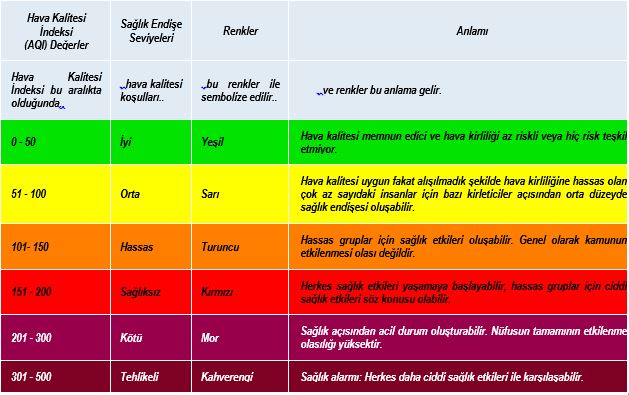 Hava Kalitesi
İndeksi
(AQI) Değerler
Sağlık Endişe
Seviyeleri
Renkler
Anlamı
Hava Kalitesi
İndeksi bu aralıkta
olduğunda..
..hava kalitesi
koşulları..
..bu renkler ile
sembolize edilir..
..ve renkler bu anlama gelir.
0 - 50
İyi
Yeşil
Hava kalitesi memnun edici ve hava kirliliği az riskli veya hiç risk teşkil
etmiyor.
51 - 100
Orta
Sarı
Hava kalitesi uygun fakat alışılmadık şekilde hava kirliliğine hassas olan
çok az sayıdaki insanlar için bazı kirleticiler açısından orta düzeyde
sağlık endişesi oluşabilir.
101- 150
Hassas
Turuncu
Hassas gruplar için sağlık etkileri oluşabilir. Genel olarak kamunun
etkilenmesi olası değildir.
151 - 200
Sağlıksız
Kırmızı
Herkes sağlık etkileri yaşamaya başlayabilir, hassas gruplar için ciddi
sağlık etkileri söz konusu olabilir.
201 - 300
Kötü
Mor
Sağlık açısından acil durum oluşturabilir. Nüfusun tamamının etkilenme
olasılığı yüksektir.
301 - 500
Tehlikeli
Kahverengi
Sağlık alarmı: Herkes daha ciddi sağlık etkileri ile karşılaşabilir.